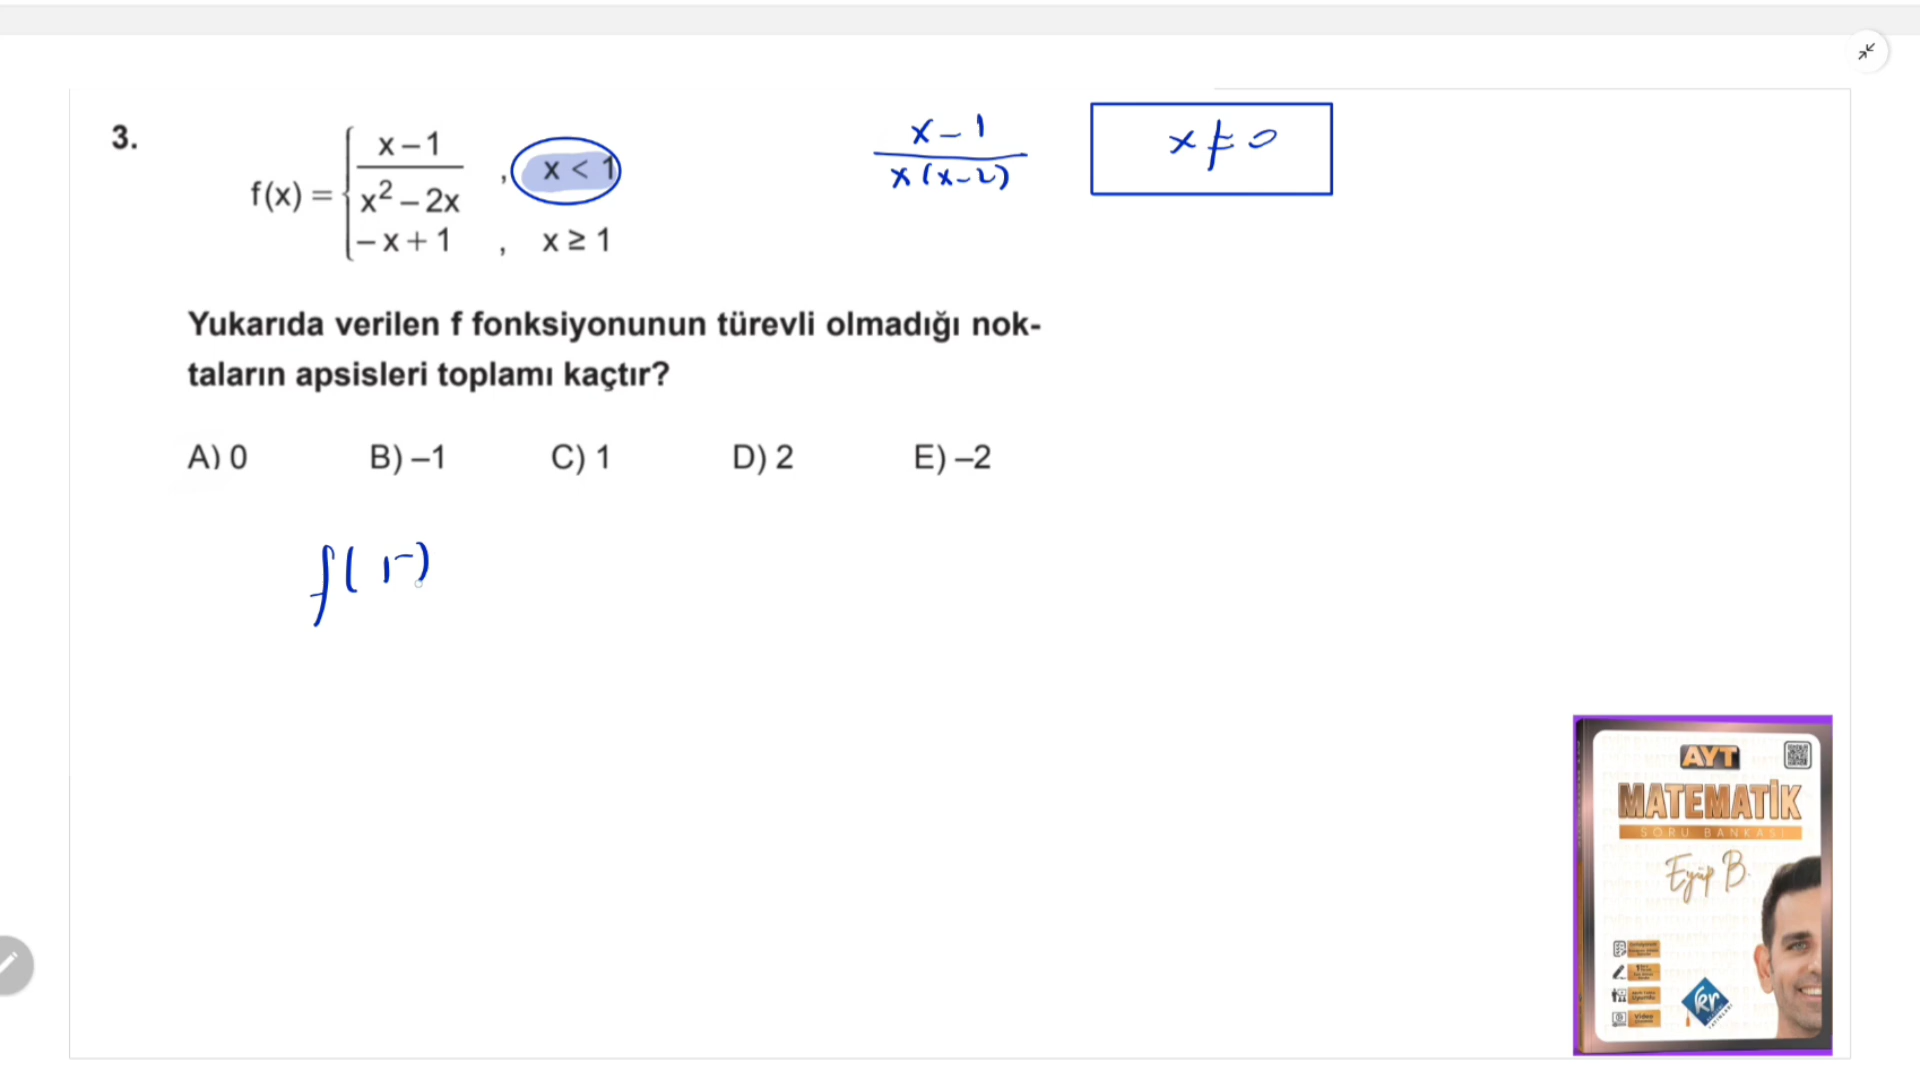 3.
f(x) = { x – 1 / x² – 2x , x < 1
– x + 1 , x ≥ 1
x – 1 / x (x – 2)
x ≠ 0
Yukarıda verilen f fonksiyonunun türevli olmadığı nok-
taların apsisleri toplamı kaçtır?
A) 0 B) –1 C) 1 D) 2 E) –2
f(1⁻)
AYT
MATEMATİK
SORU BANKASI
Eyüp B.
Video